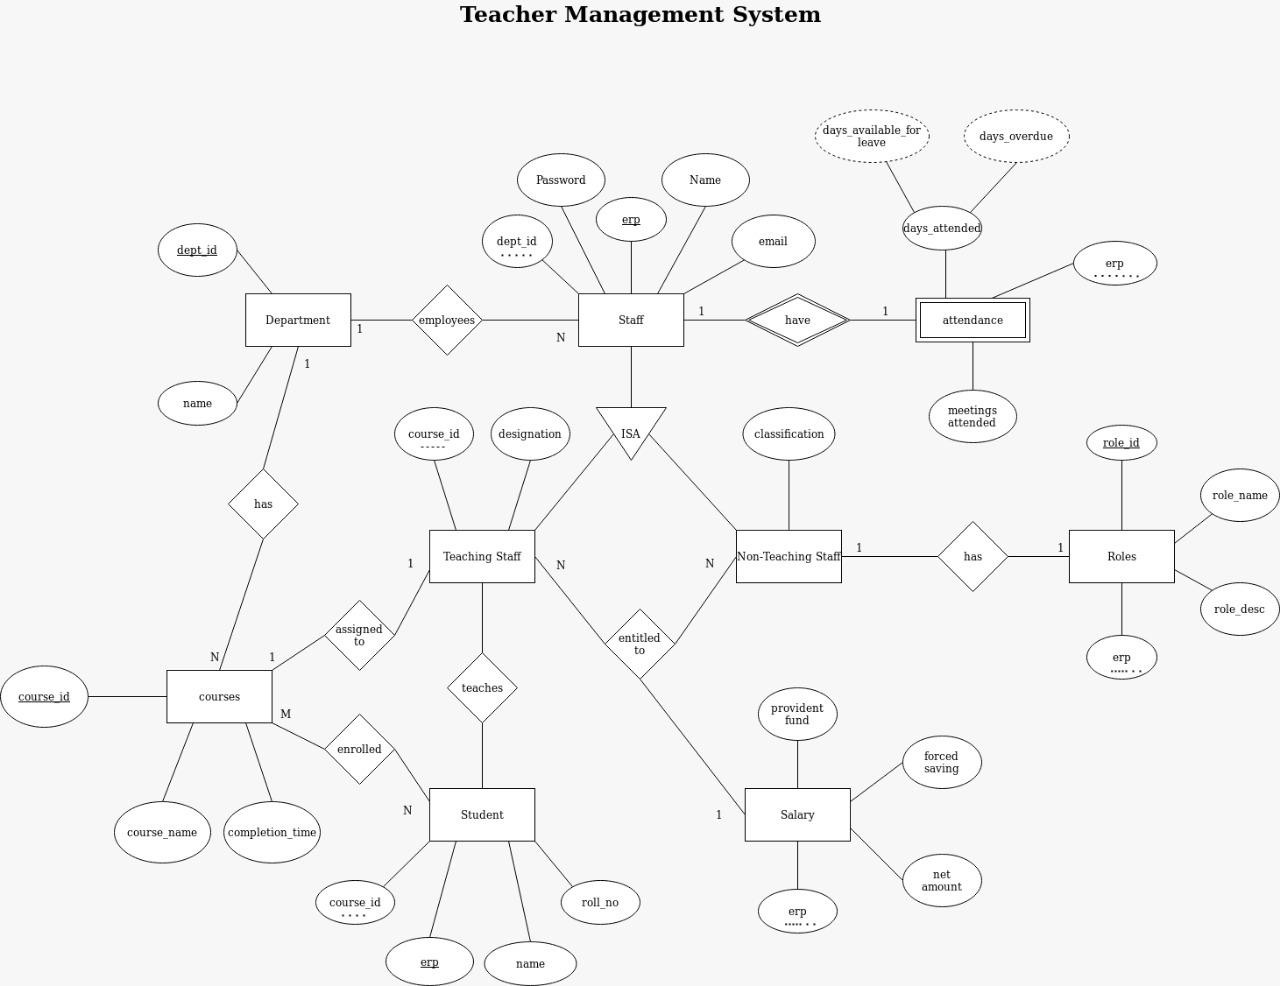 Teacher Management System
days_available_for
leave
days_overdue
Password
Name
erp
days_attended
dept_id
email
dept_id
erp
Department
1
employees
N
Staff
1
have
1
attendance
name
1
meetings
attended
course_id
designation
ISA
classification
role_id
role_name
has
Teaching Staff
Non-Teaching Staff
1
has
1
Roles
1
N
N
role_desc
assigned
to
entitled
to
N
1
erp
course_id
courses
teaches
M
enrolled
provident
fund
forced
saving
N
Student
1
Salary
course_name
completion_time
net
amount
course_id
roll_no
erp
erp
name